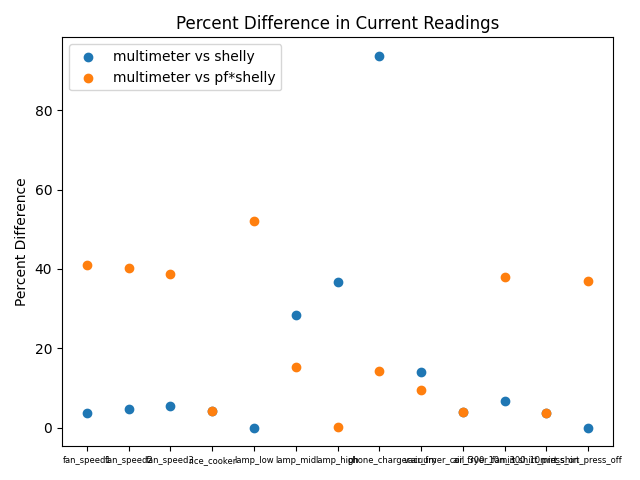 Percent Difference in Current Readings
multimeter vs shelly
multimeter vs pf*shelly
Percent Difference
80
60
40
20
0
fan_speed1 fan_speed2 fan_speed3 rice_cooker lamp_low lamp_mid lamp_high phone_charger